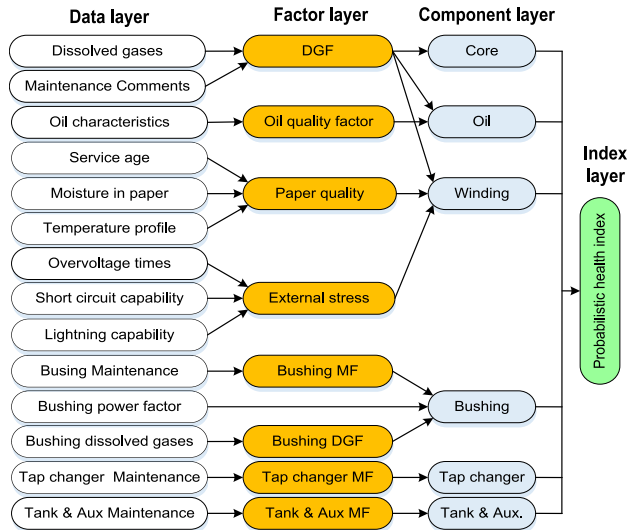 Data layer
Factor layer
Component layer
Dissolved gases
DGF
Core
Maintenance Comments
Oil characteristics
Oil quality factor
Oil
Service age
Moisture in paper
Paper quality
Winding
Temperature profile
Overvoltage times
Short circuit capability
External stress
Lightning capability
Busing Maintenance
Bushing MF
Bushing power factor
Bushing
Bushing dissolved gases
Bushing DGF
Tap changer Maintenance
Tap changer MF
Tap changer
Tank & Aux Maintenance
Tank & Aux MF
Tank & Aux.
Index
layer
Probabilistic health index